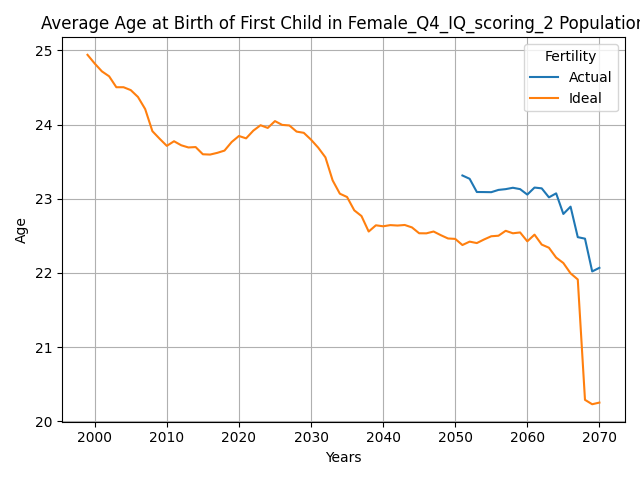 Average Age at Birth of First Child in Female_Q4_IQ_scoring_2 Population
Fertility
Actual
Ideal
Age
25
24
23
22
21
20
2000 2010 2020 2030 2040 2050 2060 2070
Years